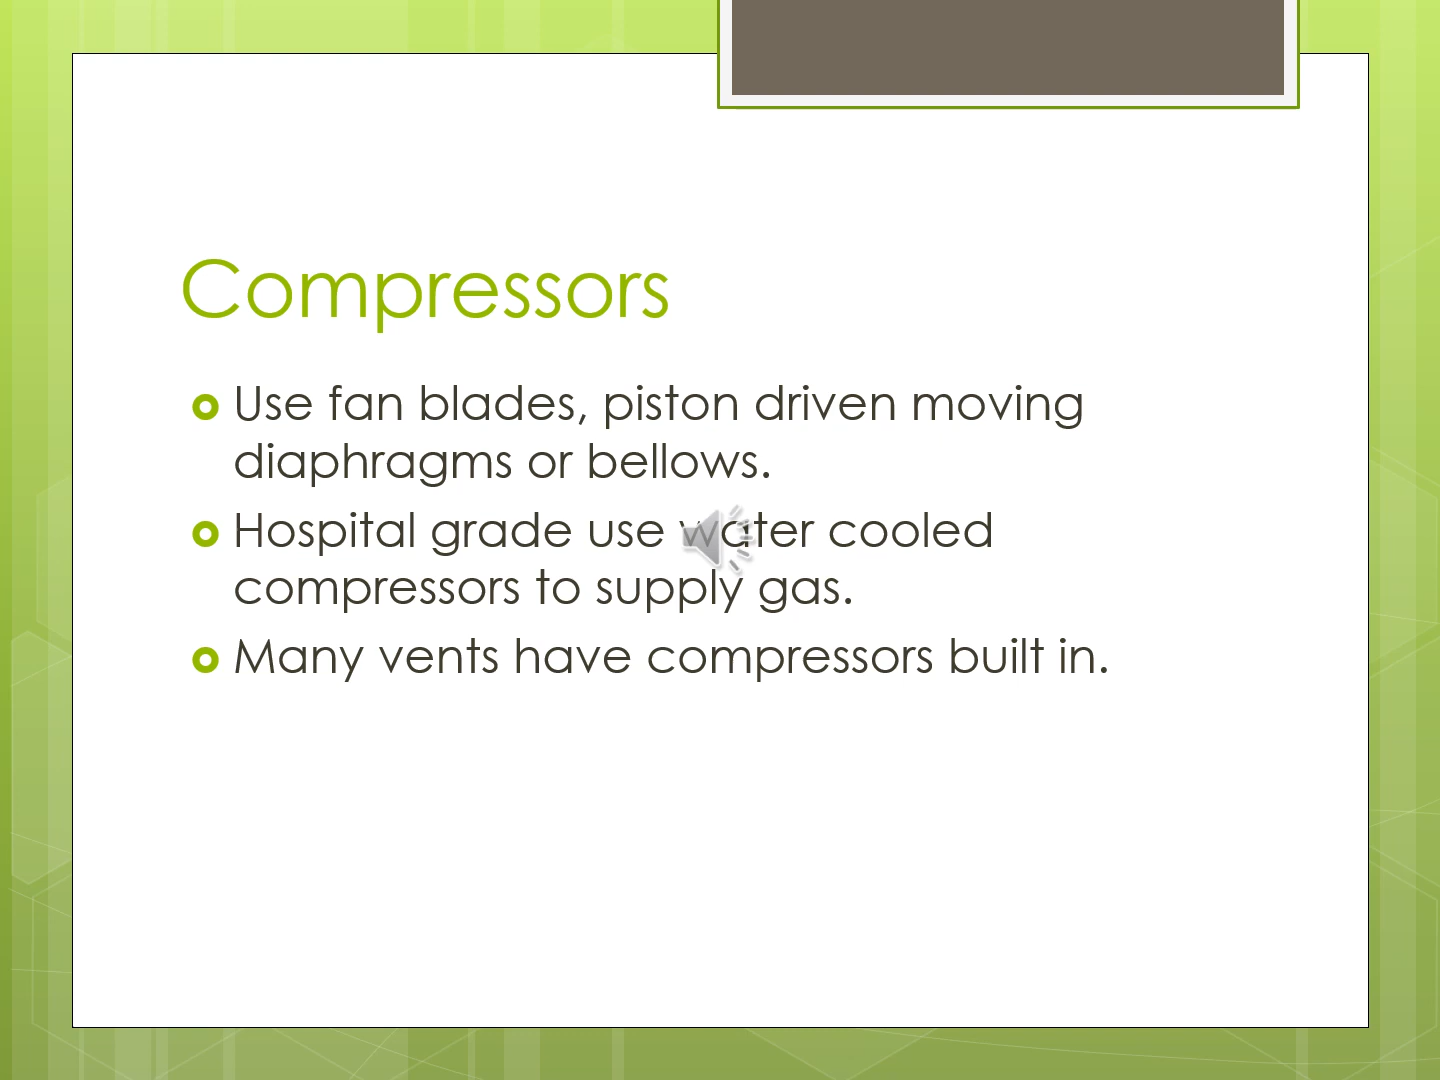 Compressors
Use fan blades, piston driven moving
diaphragms or bellows.
Hospital grade use water cooled
compressors to supply gas.
Many vents have compressors built in.